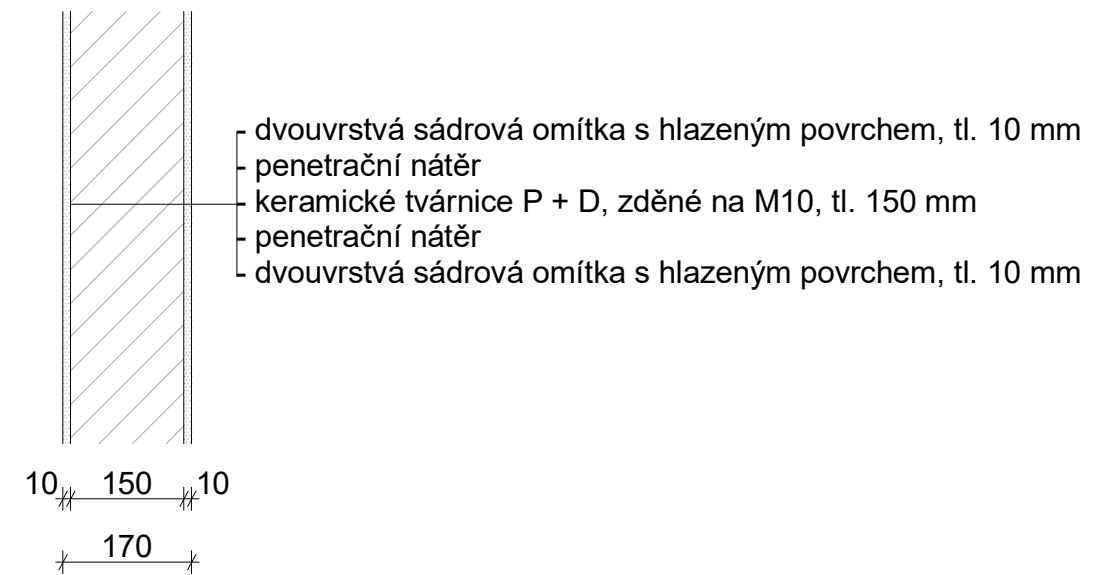 - dvouvrstvá sádrová omítka s hlazeným povrchem, tl. 10 mm
- penetrační nátěr
- keramické tvárnice P + D, zděné na M10, tl. 150 mm
- penetrační nátěr
- dvouvrstvá sádrová omítka s hlazeným povrchem, tl. 10 mm
10 150 10
170